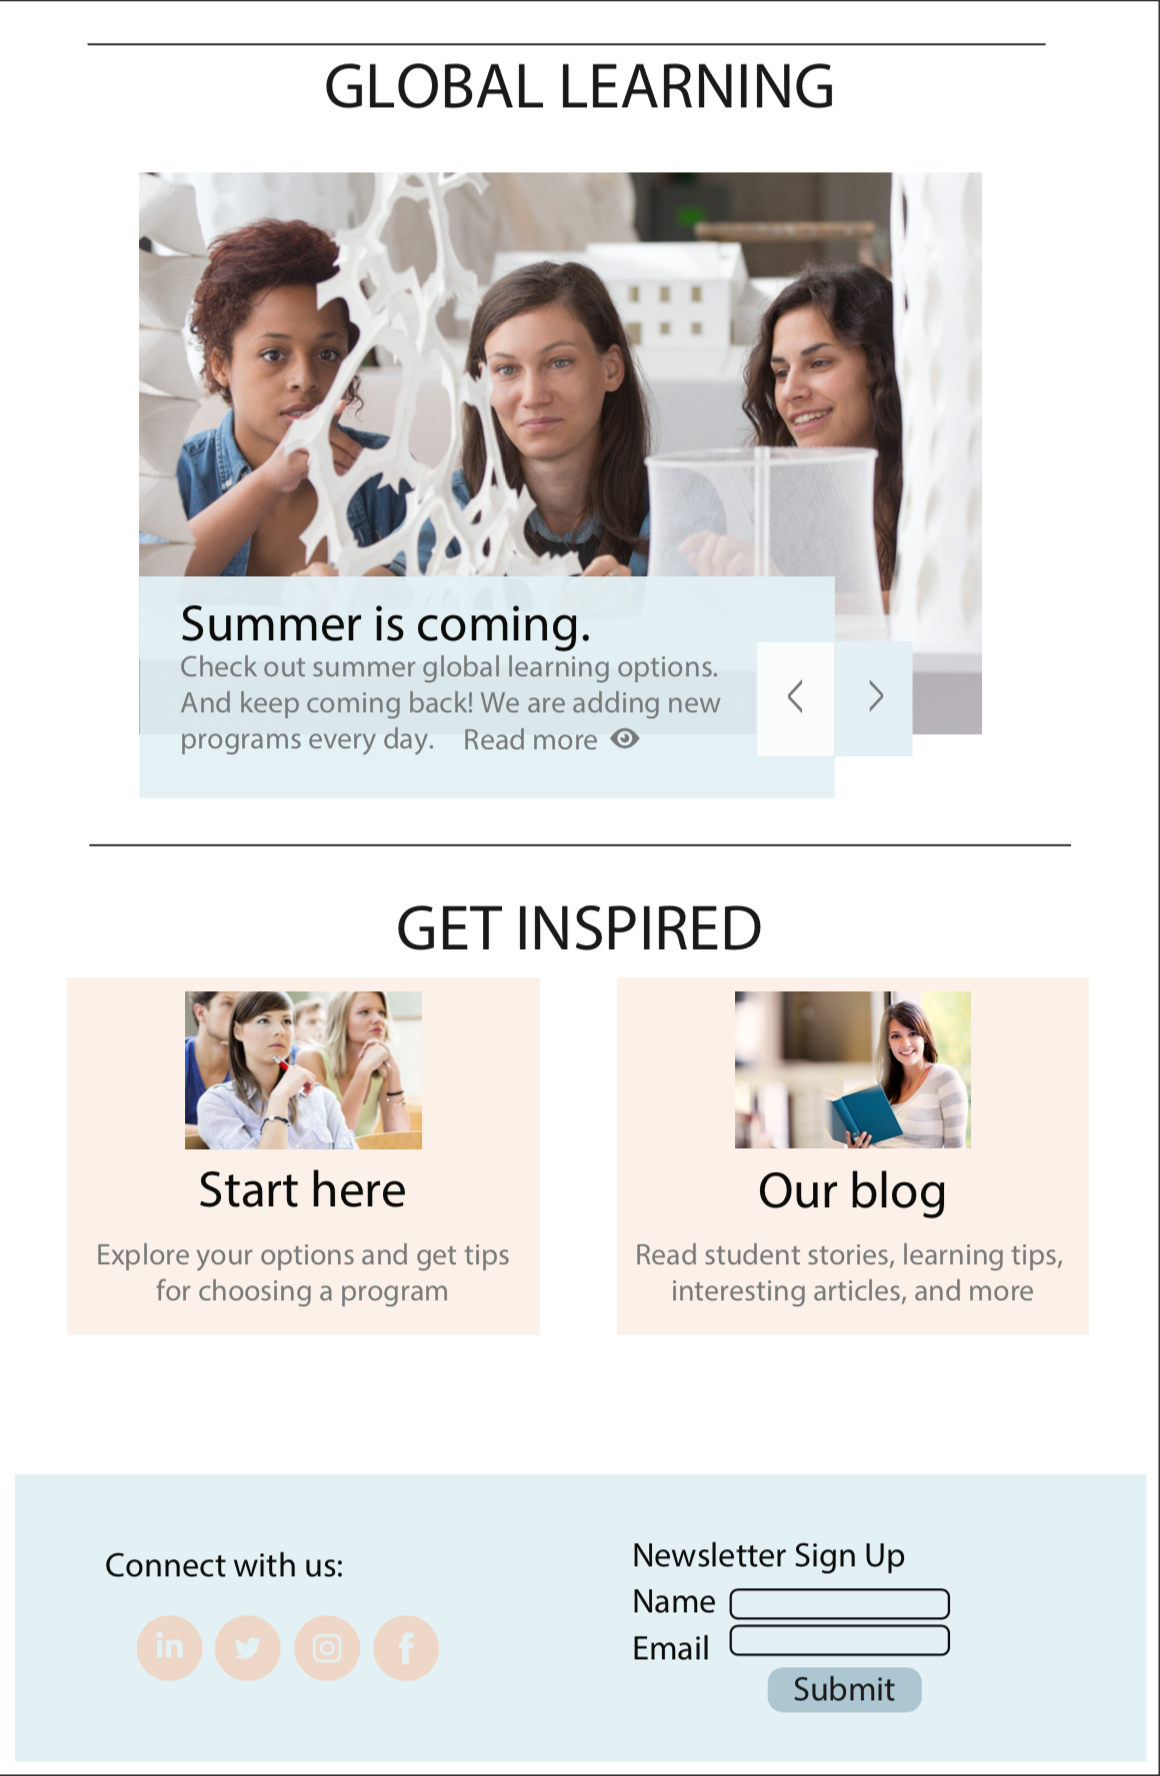 GLOBAL LEARNING
Summer is coming.
Check out summer global learning options.
And keep coming back! We are adding new
programs every day. Read more
GET INSPIRED
Start here
Our blog
Explore your options and get tips
for choosing a program
Read student stories, learning tips,
interesting articles, and more
Connect with us:
in
f
Newsletter Sign Up
Name
Email
Submit